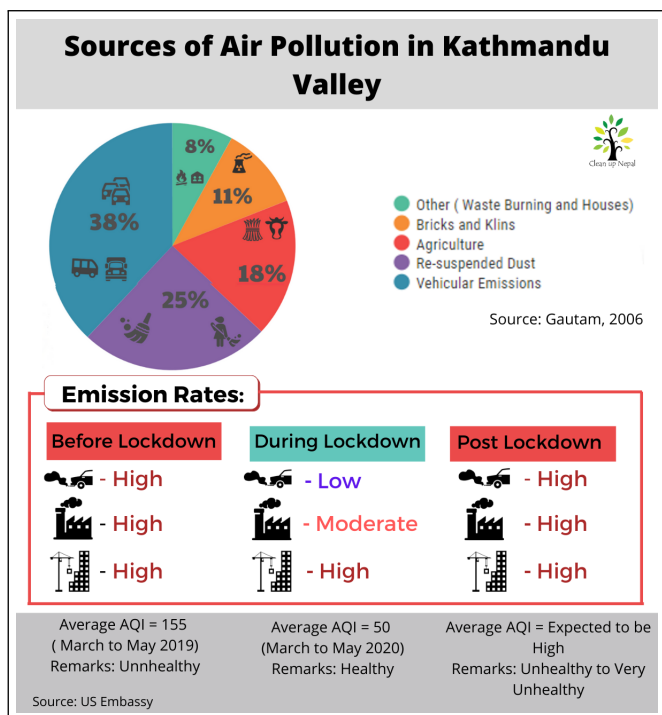 Sources of Air Pollution in Kathmandu
Valley
8%
11%
38%
18%
25%
Clean up Nepal
Other ( Waste Burning and Houses)
Bricks and Klins
Agriculture
Re-suspended Dust
Vehicular Emissions
Source: Gautam, 2006
Emission Rates:
Before Lockdown
- High
- High
- High
During Lockdown
- Low
- Moderate
- High
Post Lockdown
- High
- High
- High
Average AQI = 155
( March to May 2019)
Remarks: Unnhealthy
Average AQI = 50
(March to May 2020)
Remarks: Healthy
Average AQI = Expected to be
High
Remarks: Unhealthy to Very
Unhealthy
Source: US Embassy